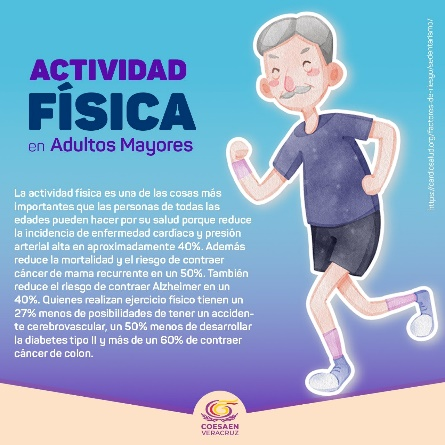 ACTIVIDAD
FÍSICA
en Adultos Mayores
La actividad física es una de las cosas más
importantes que las personas de todas las
edades pueden hacer por su salud porque reduce
la incidencia de enfermedad cardíaca y presión
arterial alta en aproximadamente 40%. Además
reduce la mortalidad y el riesgo de contraer
cáncer de mama recurrente en un 50%. También
reduce el riesgo de contraer Alzheimer en un
40%. Quienes realizan ejercicio físico tienen un
27% menos de posibilidades de tener un acciden-
te cerebrovascular, un 50% menos de desarrollar
la diabetes tipo II y más de un 60% de contraer
cáncer de colon.
https://cardiosalud.org/factores-de-riesgo/sedentarismo/
COESAEN
VERACRUZ